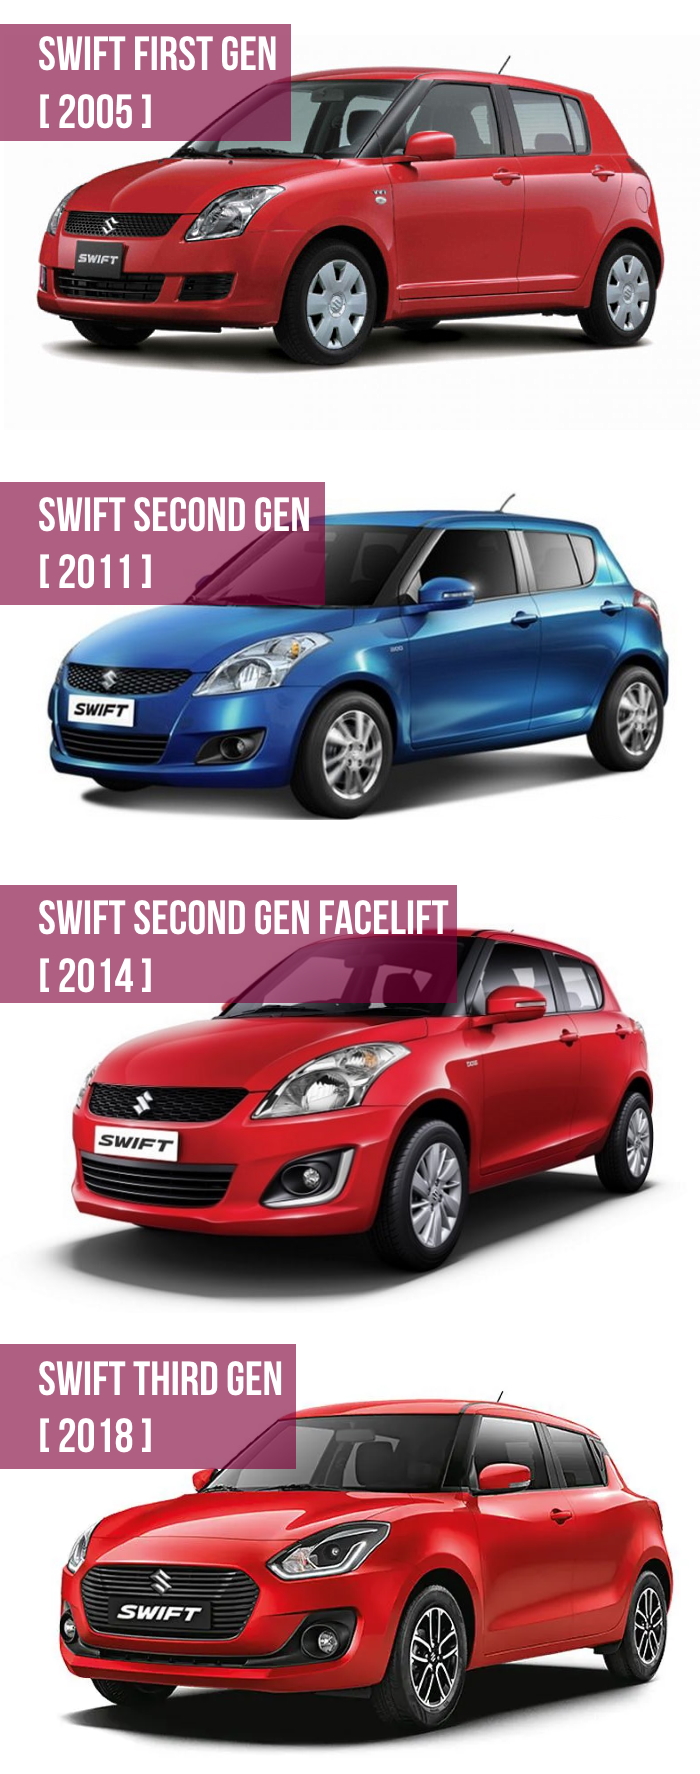 SWIFT FIRST GEN
[ 2005 ]
SWIFT
SWIFT SECOND GEN
[ 2011 ]
SWIFT
SWIFT SECOND GEN FACELIFT
[ 2014 ]
SWIFT
SWIFT THIRD GEN
[ 2018 ]
SWIFT